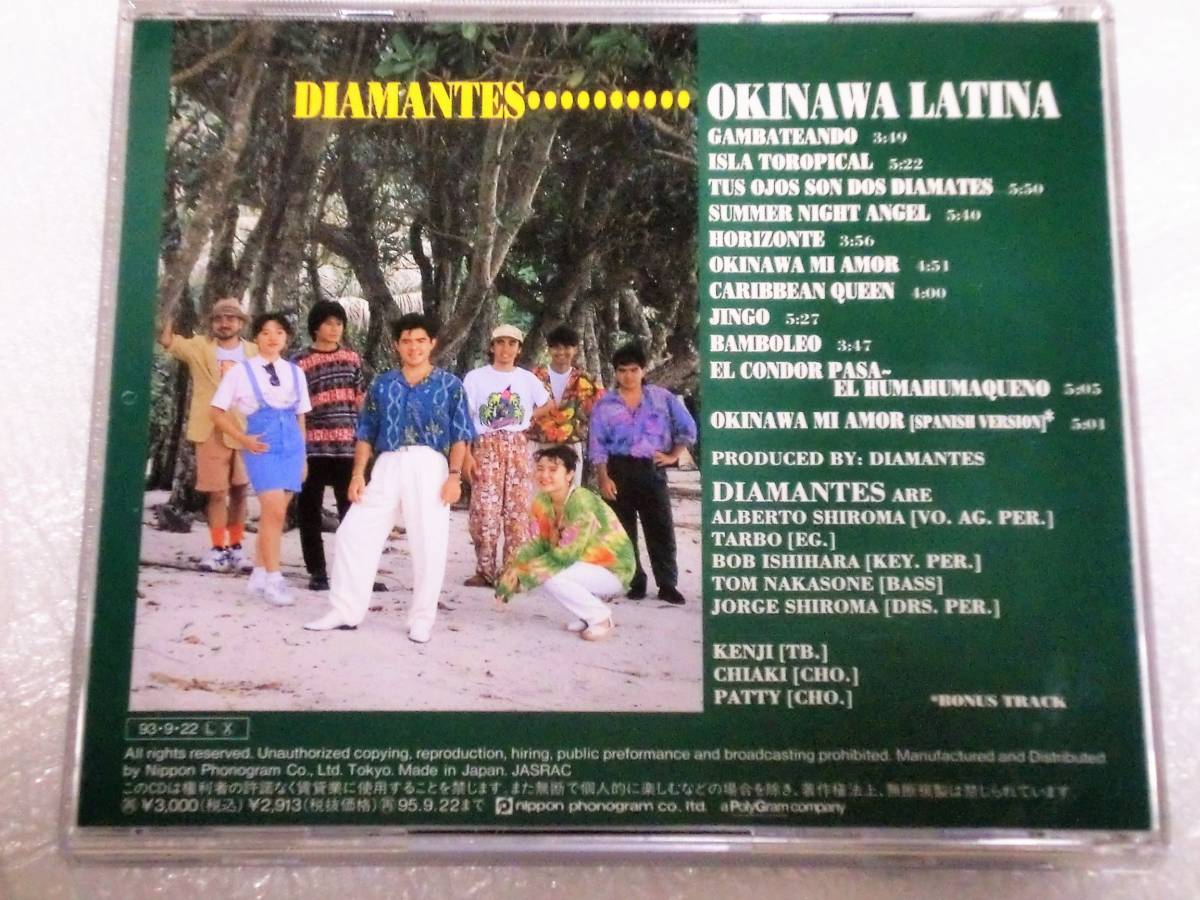 DIAMANTES••••••••••
OKINAWA LATINA
GAMBATEANDO 3:49
ISLA TOROPICAL 5:22
TUS OJOS SON DOS DIAMATES 5:50
SUMMER NIGHT ANGEL 5:40
HORIZONTE 3:56
OKINAWA MI AMOR 4:51
CARIBBEAN QUEEN 4:00
JINGO 5:27
BAMBOLEO 3:47
EL CONDOR PASA~
EL HUMAHUMAQUENO 5:05
OKINAWA MI AMOR [SPANISH VERSION]* 5:01
PRODUCED BY: DIAMANTES
DIAMANTES ARE
ALBERTO SHIROMA [VO. AG. PER.]
TARBO [EG.]
BOB ISHIHARA [KEY. PER.]
TOM NAKASONE [BASS]
JORGE SHIROMA [DRS. PER.]
KENJI [TB.]
CHIAKI [CHO.]
PATTY [CHO.]
*BONUS TRACK
93・9・22 L X
All rights reserved. Unauthorized copying, reproduction, hiring, public preformance and broadcasting prohibited. Manufactured and Distributed
by Nippon Phonogram Co., Ltd. Tokyo. Made in Japan. JASRAC
このCDは権利者の許諾なく賃貸業に使用することを禁じます。また無断で個人的に楽しむなどの場合を除き、著作権法上、無断複製は禁じられています
㋫¥3,000(税込)¥2,913(税抜価格)㋫95.9.22まで P nippon phonogram co. ltd. a PolyGram company